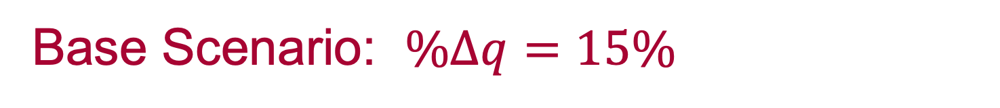 Base Scenario: %Δq = 15%